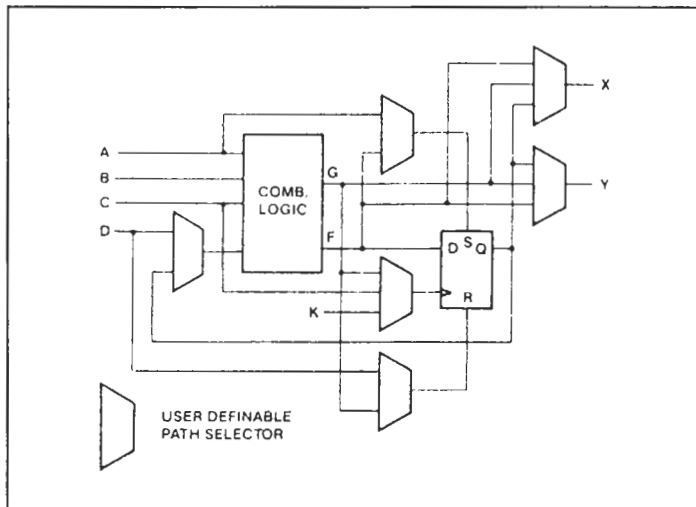 X
A
B
C
D
COMB.
LOGIC
G
F
Y
D S Q
R
K
USER DEFINABLE
PATH SELECTOR